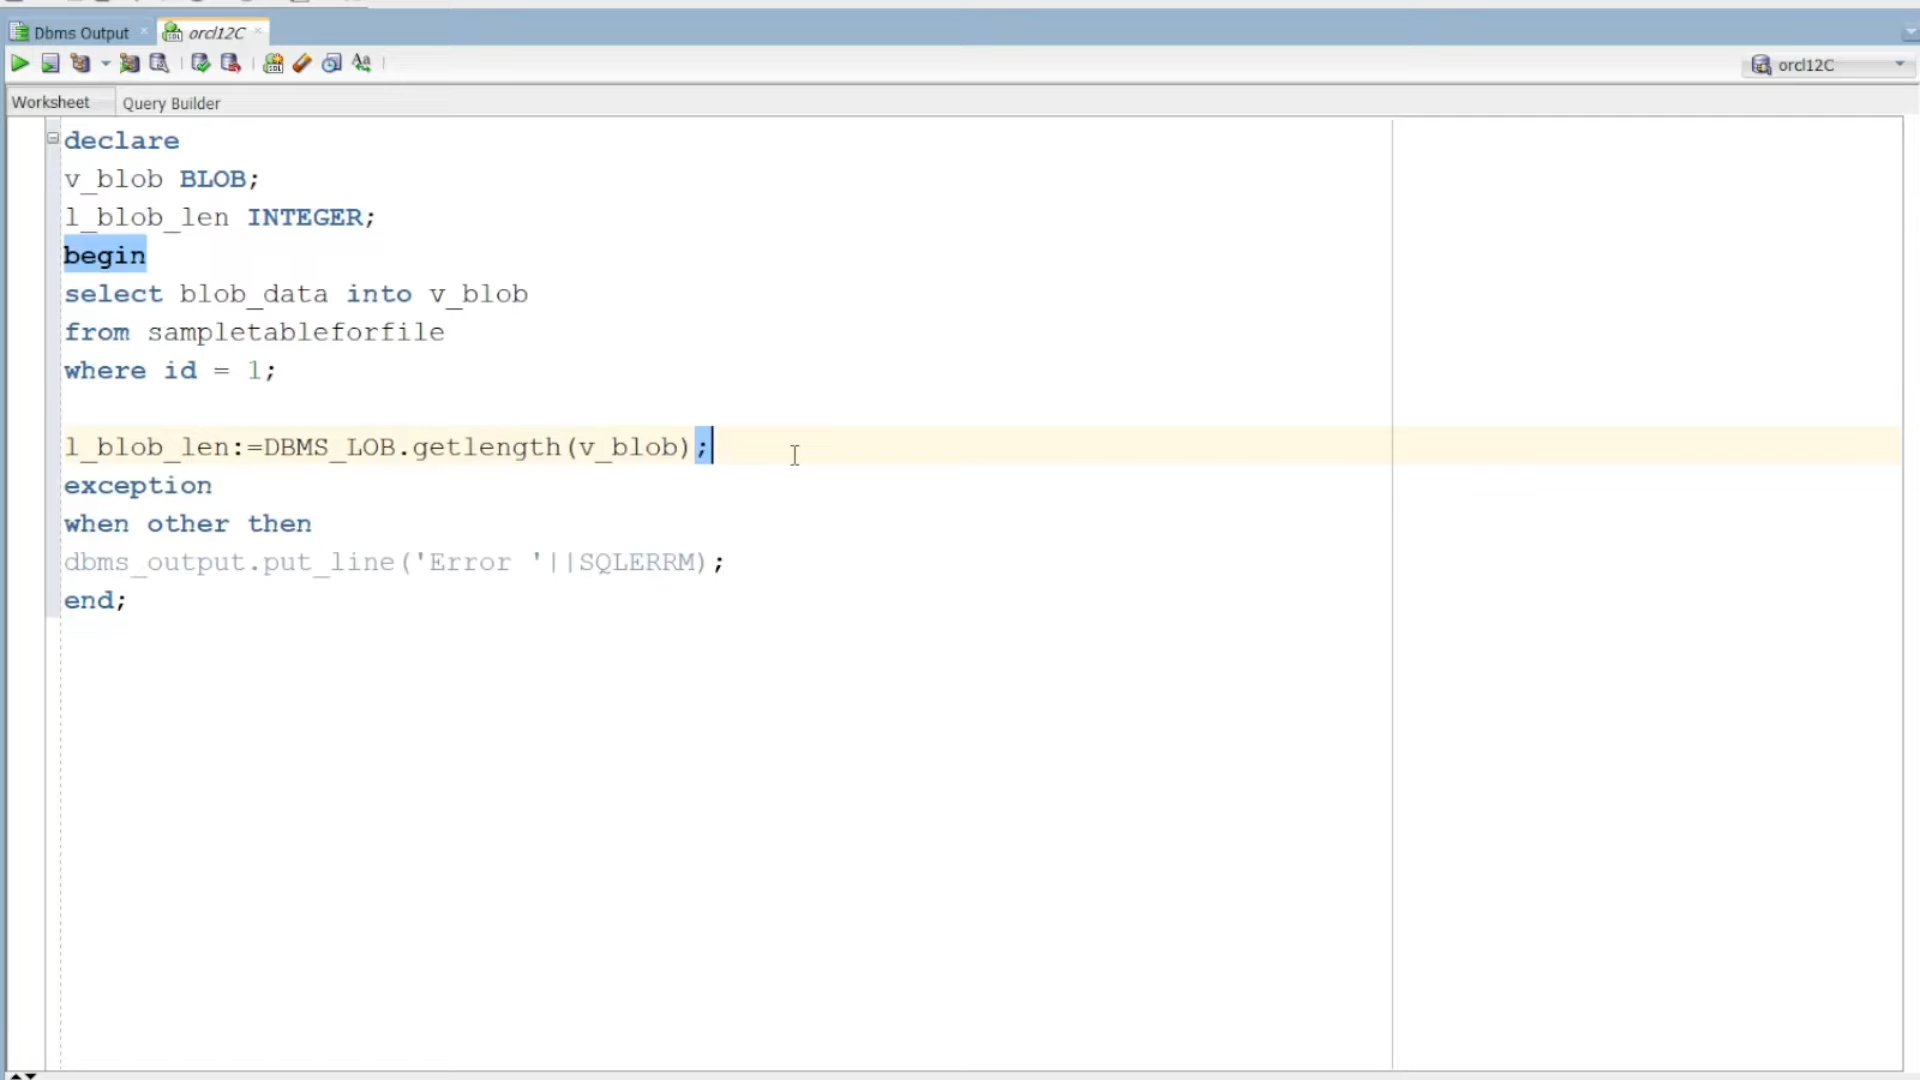 Dbms Output
orcl12C
orcl12C
Worksheet
Query Builder
declare
v_blob BLOB;
l_blob_len INTEGER;
begin
select blob_data into v_blob
from sampletableforfile
where id = 1;
l_blob_len:=DBMS_LOB.getlength(v_blob);
exception
when other then
dbms_output.put_line('Error '||SQLERRM);
end;